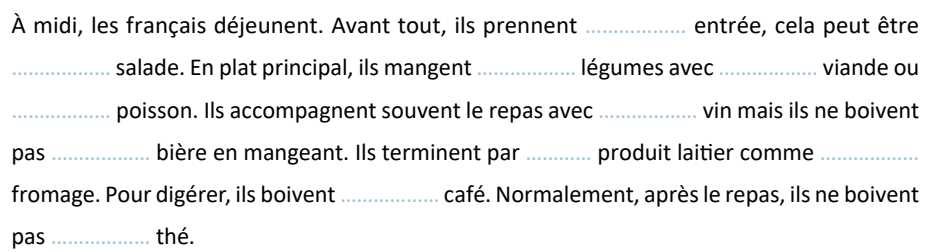 À midi, les français déjeunent. Avant tout, ils prennent .................. entrée, cela peut être
.................. salade. En plat principal, ils mangent .................. légumes avec .................. viande ou
.................. poisson. Ils accompagnent souvent le repas avec .................. vin mais ils ne boivent
pas .................. bière en mangeant. Ils terminent par ............ produit laitier comme ..................
fromage. Pour digérer, ils boivent .................. café. Normalement, après le repas, ils ne boivent
pas .................. thé.